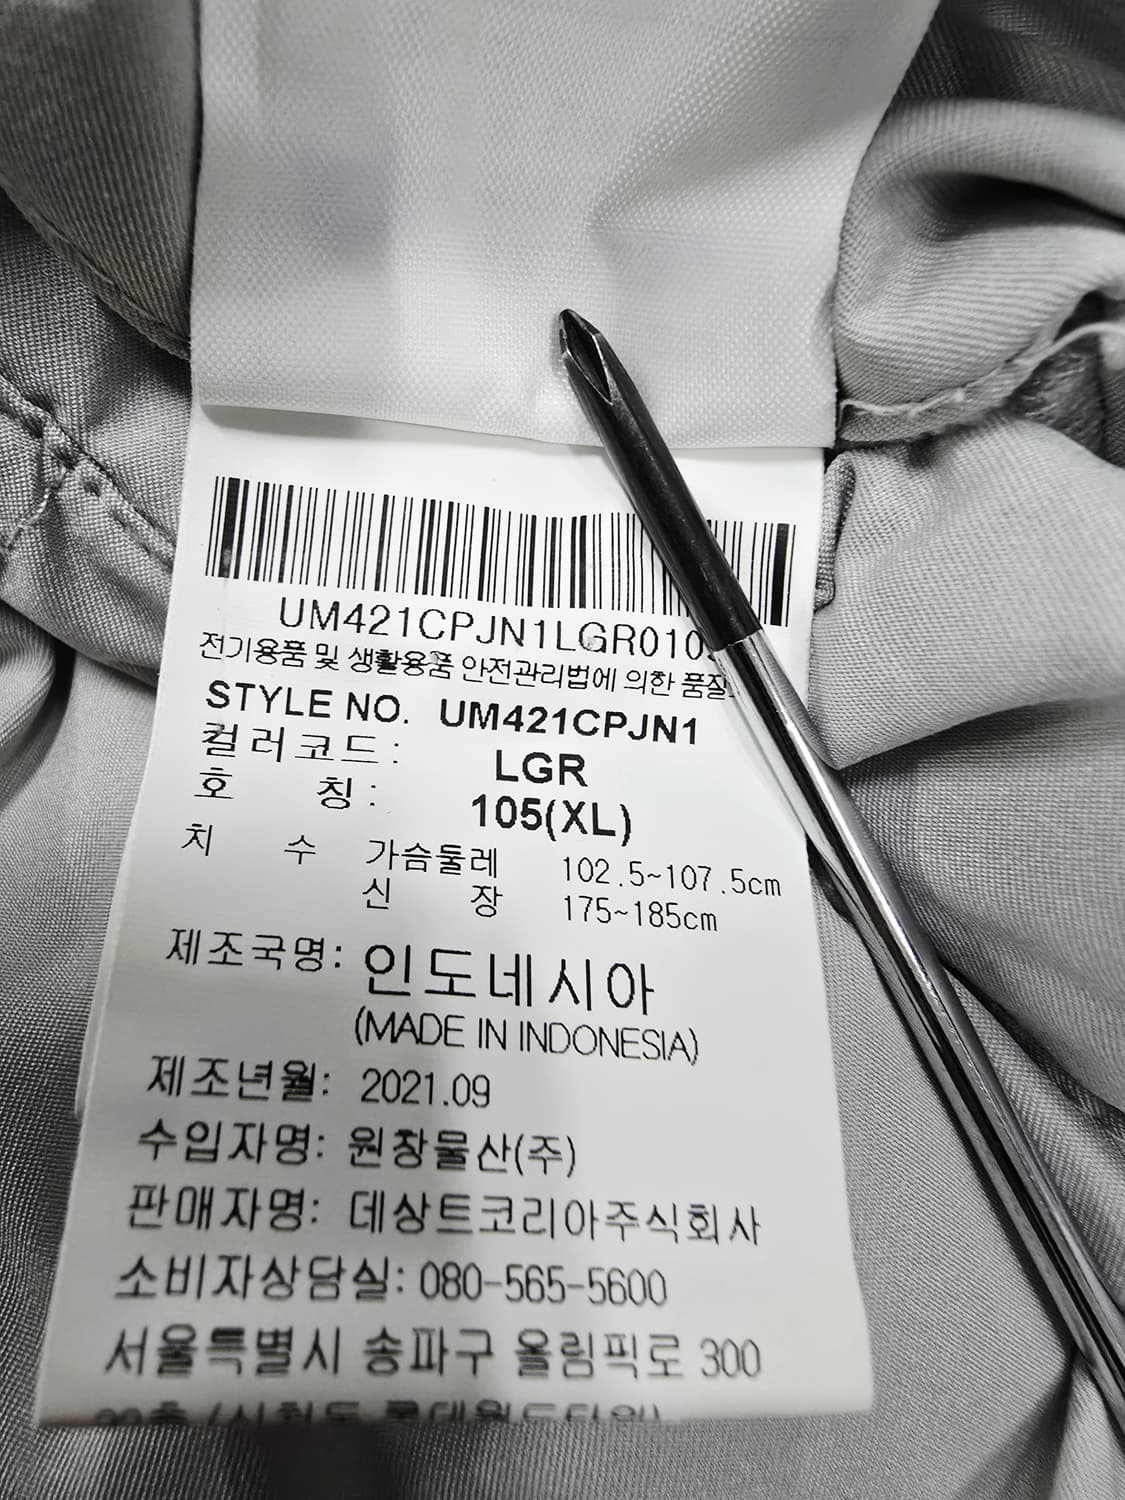 UM421CPJN1LGR010
전기용품 및 생활용품 안전관리법에 의한 품질
STYLE NO. UM421CPJN1
컬러코드: LGR
호 칭: 105(XL)
치 수 가슴둘레 102.5~107.5cm
신 장 175~185cm
제조국명: 인도네시아
(MADE IN INDONESIA)
제조년월: 2021.09
수입자명: 원창물산(주)
판매자명: 데상트코리아주식회사
소비자상담실: 080-565-5600
서울특별시 송파구 올림픽로 300